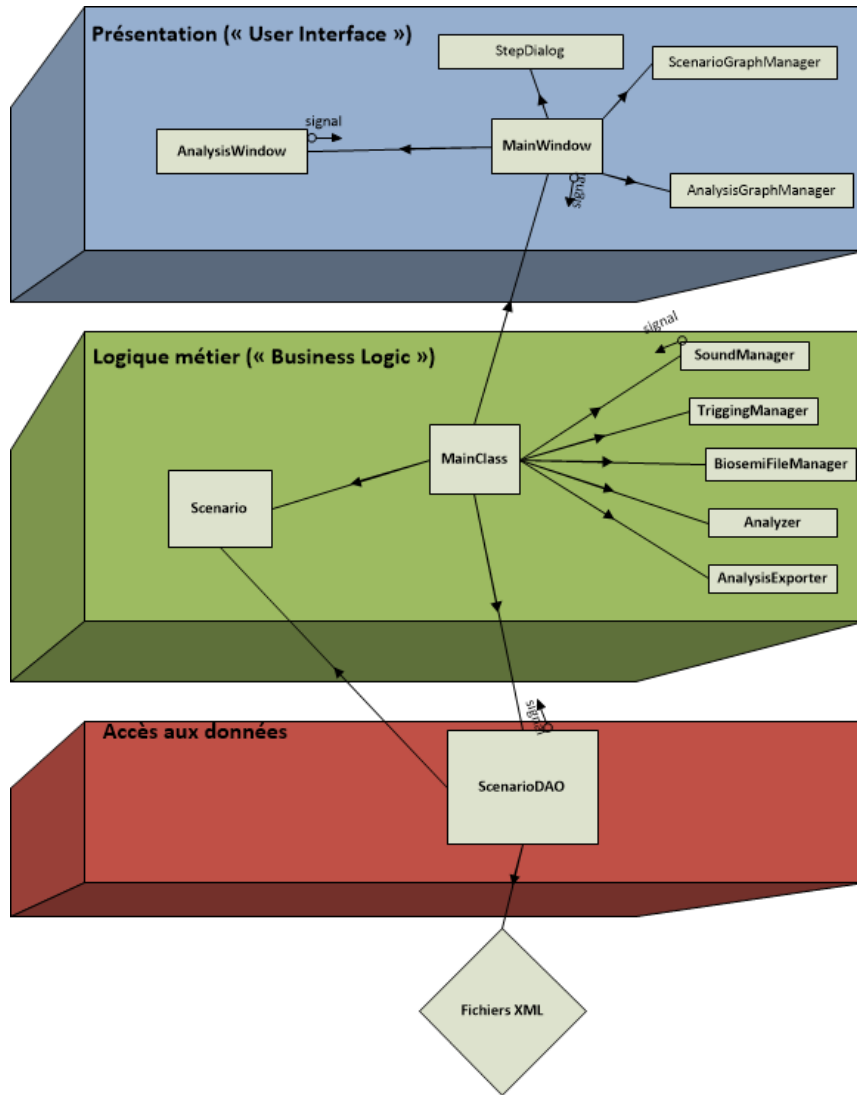 Présentation (« User Interface »)
StepDialog
ScenarioGraphManager
signal
AnalysisWindow
MainWindow
signal
AnalysisGraphManager
signal
Logique métier (« Business Logic »)
SoundManager
TriggingManager
MainClass
BiosemiFileManager
Scenario
Analyzer
AnalysisExporter
signal
Accès aux données
ScenarioDAO
Fichiers XML